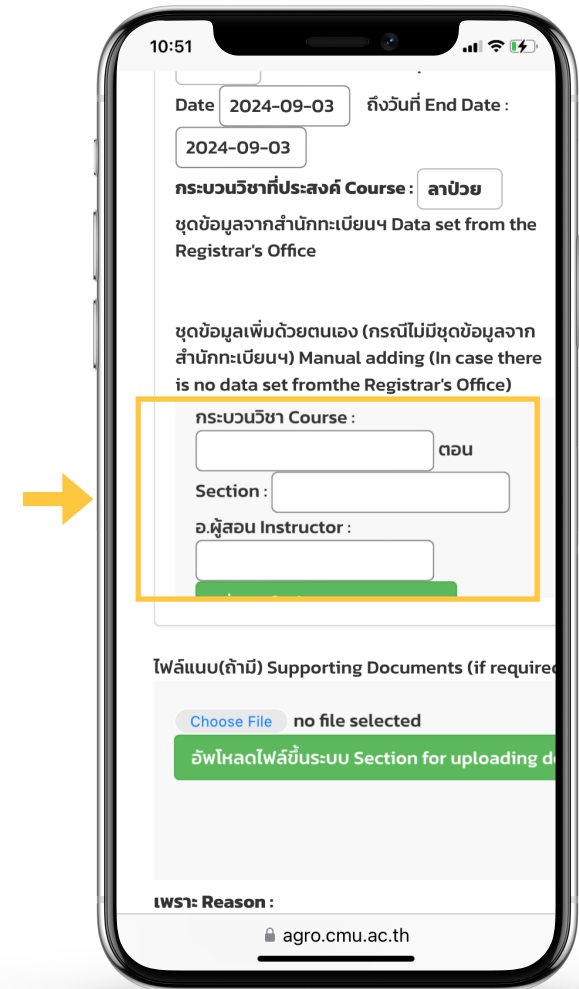 10:51
Date 2024-09-03 ถึงวันที่ End Date :
2024-09-03
กระบวนวิชาที่ประสงค์ Course : ลาป่วย
ชุดข้อมูลจากสำนักทะเบียนฯ Data set from the
Registrar's Office
ชุดข้อมูลเพิ่มด้วยตนเอง (กรณีไม่มีชุดข้อมูลจาก
สำนักทะเบียนฯ) Manual adding (In case there
is no data set fromthe Registrar's Office)
กระบวนวิชา Course :
ตอน
Section :
อ.ผู้สอน Instructor :
ไฟล์แนบ(ถ้ามี) Supporting Documents (if require
Choose File no file selected
อัพโหลดไฟล์ขึ้นระบบ Section for uploading d
เพราะ Reason :
agro.cmu.ac.th